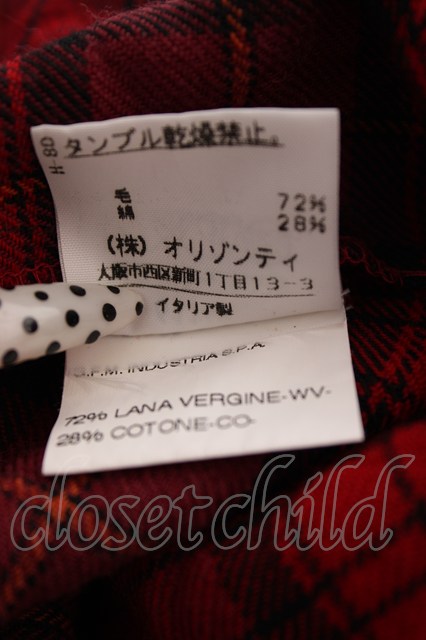 H-80
タンブル乾燥禁止。
毛 72%
綿 28%
(株) オリゾンティ
大阪市西区新町1丁目13-3
イタリア製
G.F.M. INDUSTRIA S.P.A.
72% LANA VERGINE-WV-
28% COTONE-CO-
closetchild